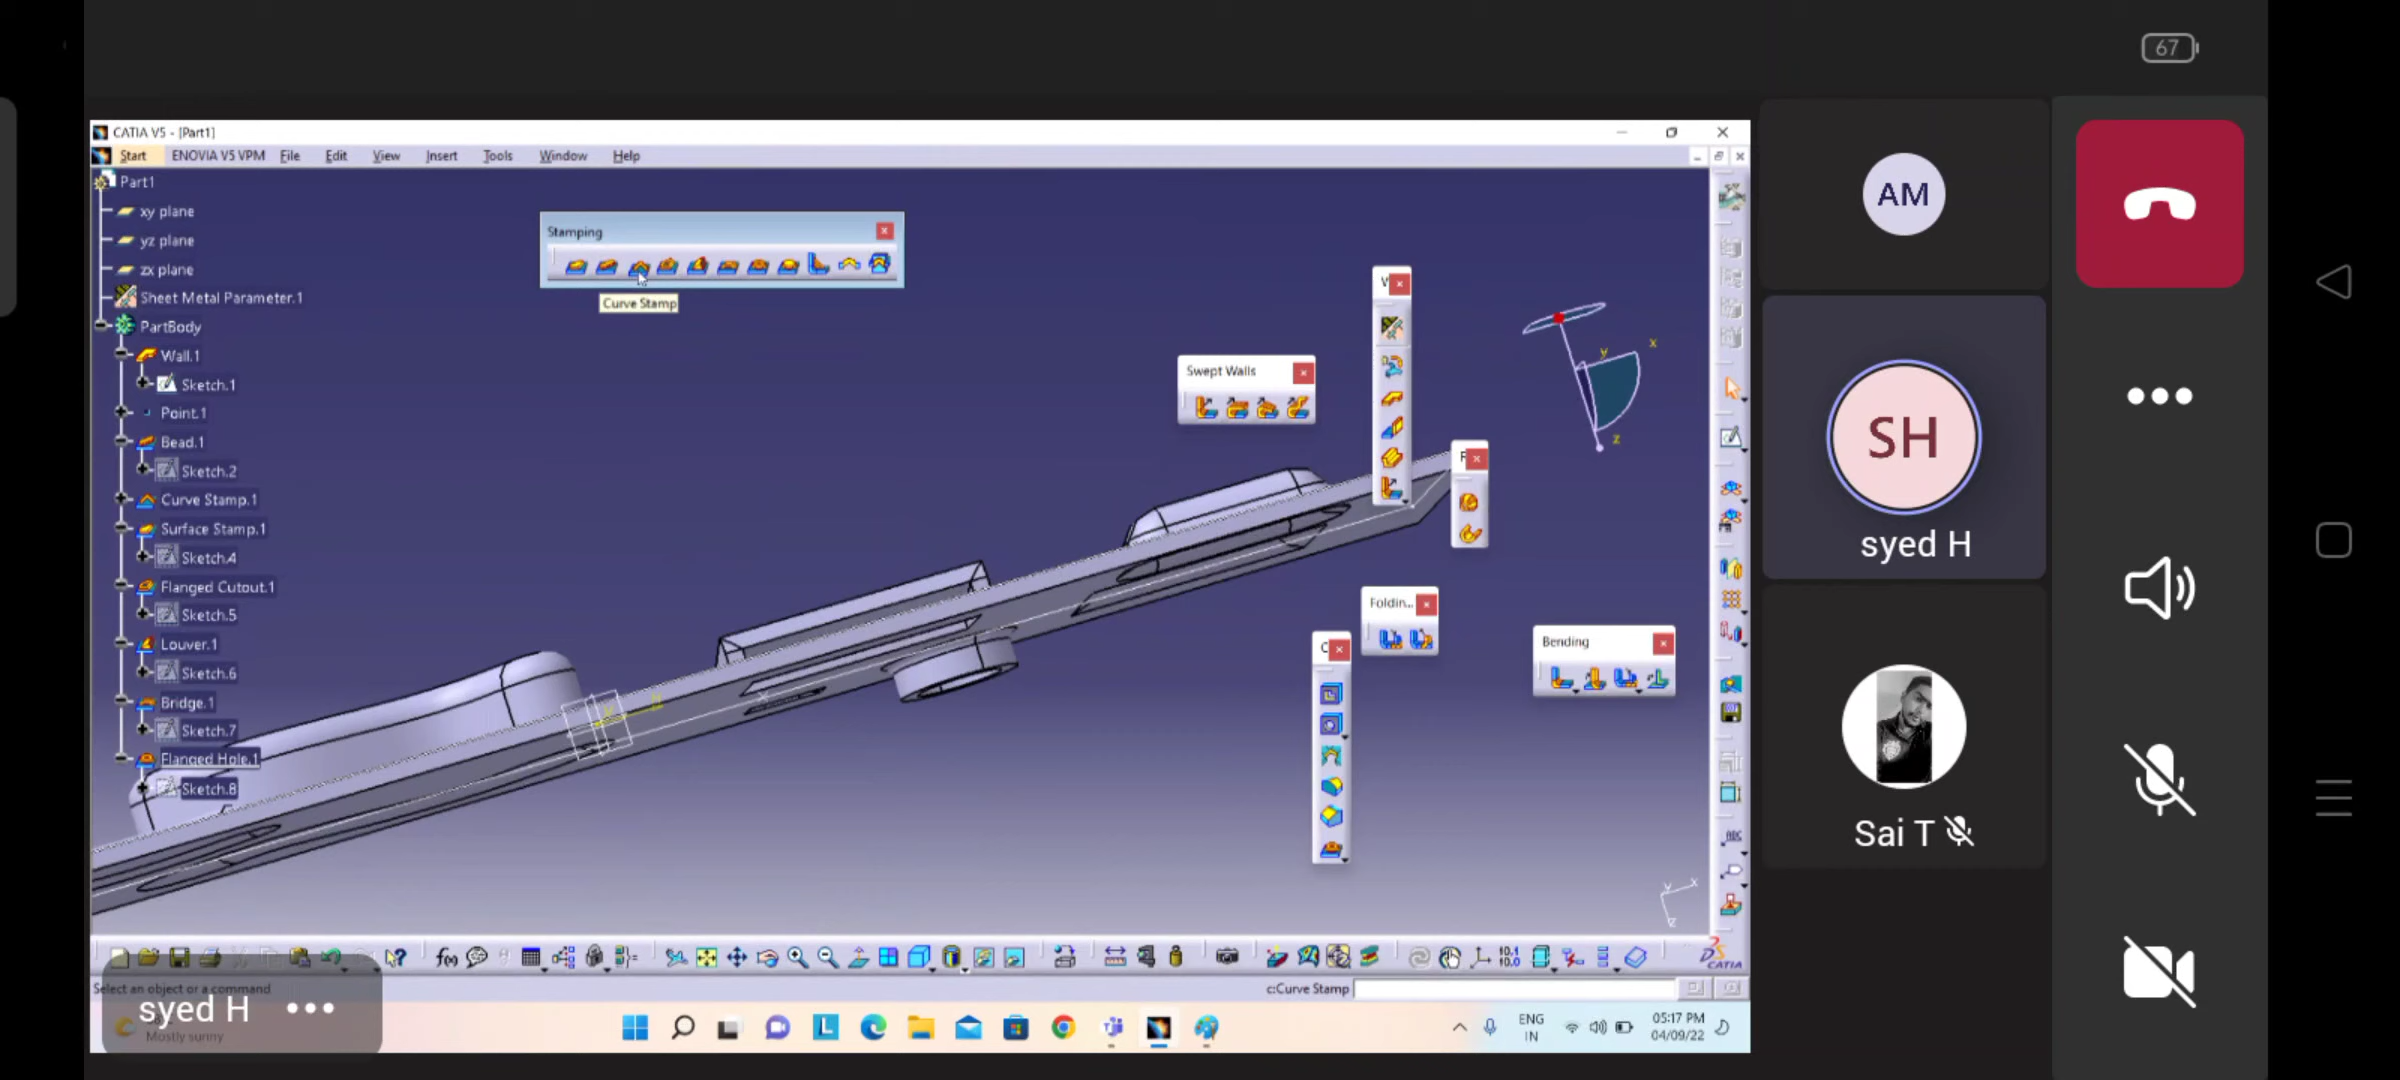 67
CATIA V5 - [Part1]
Start ENOVIA V5 VPM File Edit View Insert Tools Window Help
Part1
xy plane
yz plane
zx plane
Sheet Metal Parameter.1
PartBody
Wall.1
Sketch.1
Point.1
Bead.1
Sketch.2
Curve Stamp.1
Surface Stamp.1
Sketch.4
Flanged Cutout.1
Sketch.5
Louver.1
Sketch.6
Bridge.1
Sketch.7
Flanged Hole.1
Sketch.8
Stamping
Curve Stamp
Swept Walls
Foldin...
Bending
x
y
z
AM
SH
syed H
Sai T
Select an object or a command
c:Curve Stamp
CATIA
syed H
Mostly sunny
ENG
IN
05:17 PM
04/09/22